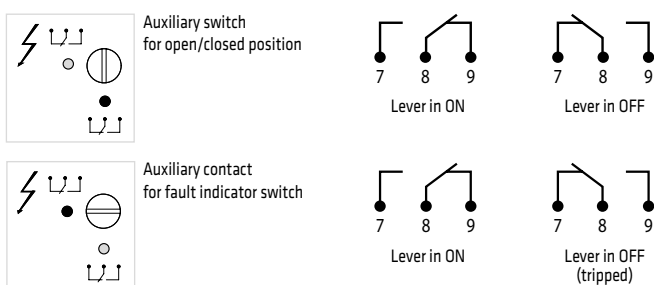 Auxiliary switch
for open/closed position
7 8 9
Lever in ON
7 8 9
Lever in OFF
Auxiliary contact
for fault indicator switch
7 8 9
Lever in ON
7 8 9
Lever in OFF
(tripped)